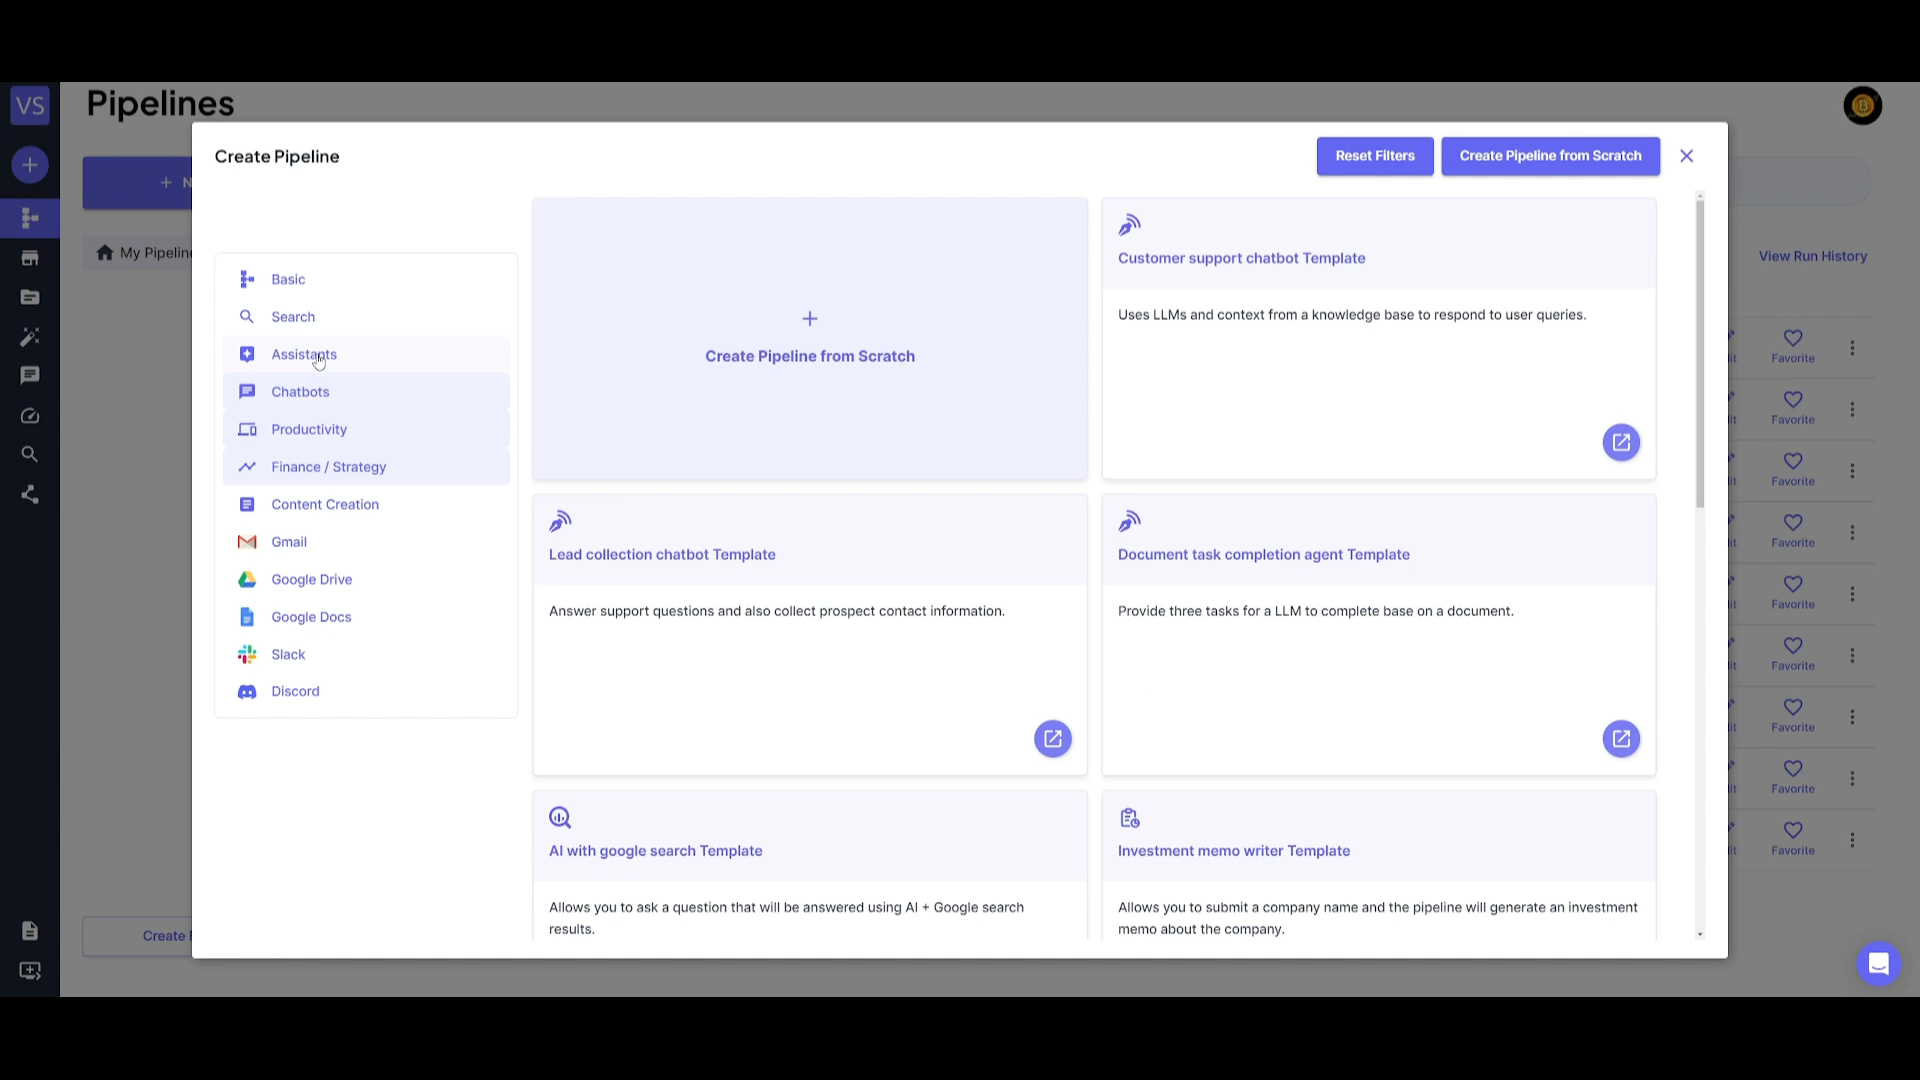 VS
Pipelines
Create Pipeline
Reset Filters
Create Pipeline from Scratch
+ N
My Pipeline
View Run History
Basic
Search
Assistants
Chatbots
Productivity
Finance / Strategy
Content Creation
Gmail
Google Drive
Google Docs
Slack
Discord
+
Create Pipeline from Scratch
Customer support chatbot Template
Uses LLMs and context from a knowledge base to respond to user queries.
Lead collection chatbot Template
Answer support questions and also collect prospect contact information.
Document task completion agent Template
Provide three tasks for a LLM to complete base on a document.
AI with google search Template
Allows you to ask a question that will be answered using AI + Google search
results.
Investment memo writer Template
Allows you to submit a company name and the pipeline will generate an investment
memo about the company.
Favorite
Favorite
Favorite
Favorite
Favorite
Favorite
Favorite
Favorite
Favorite
Create